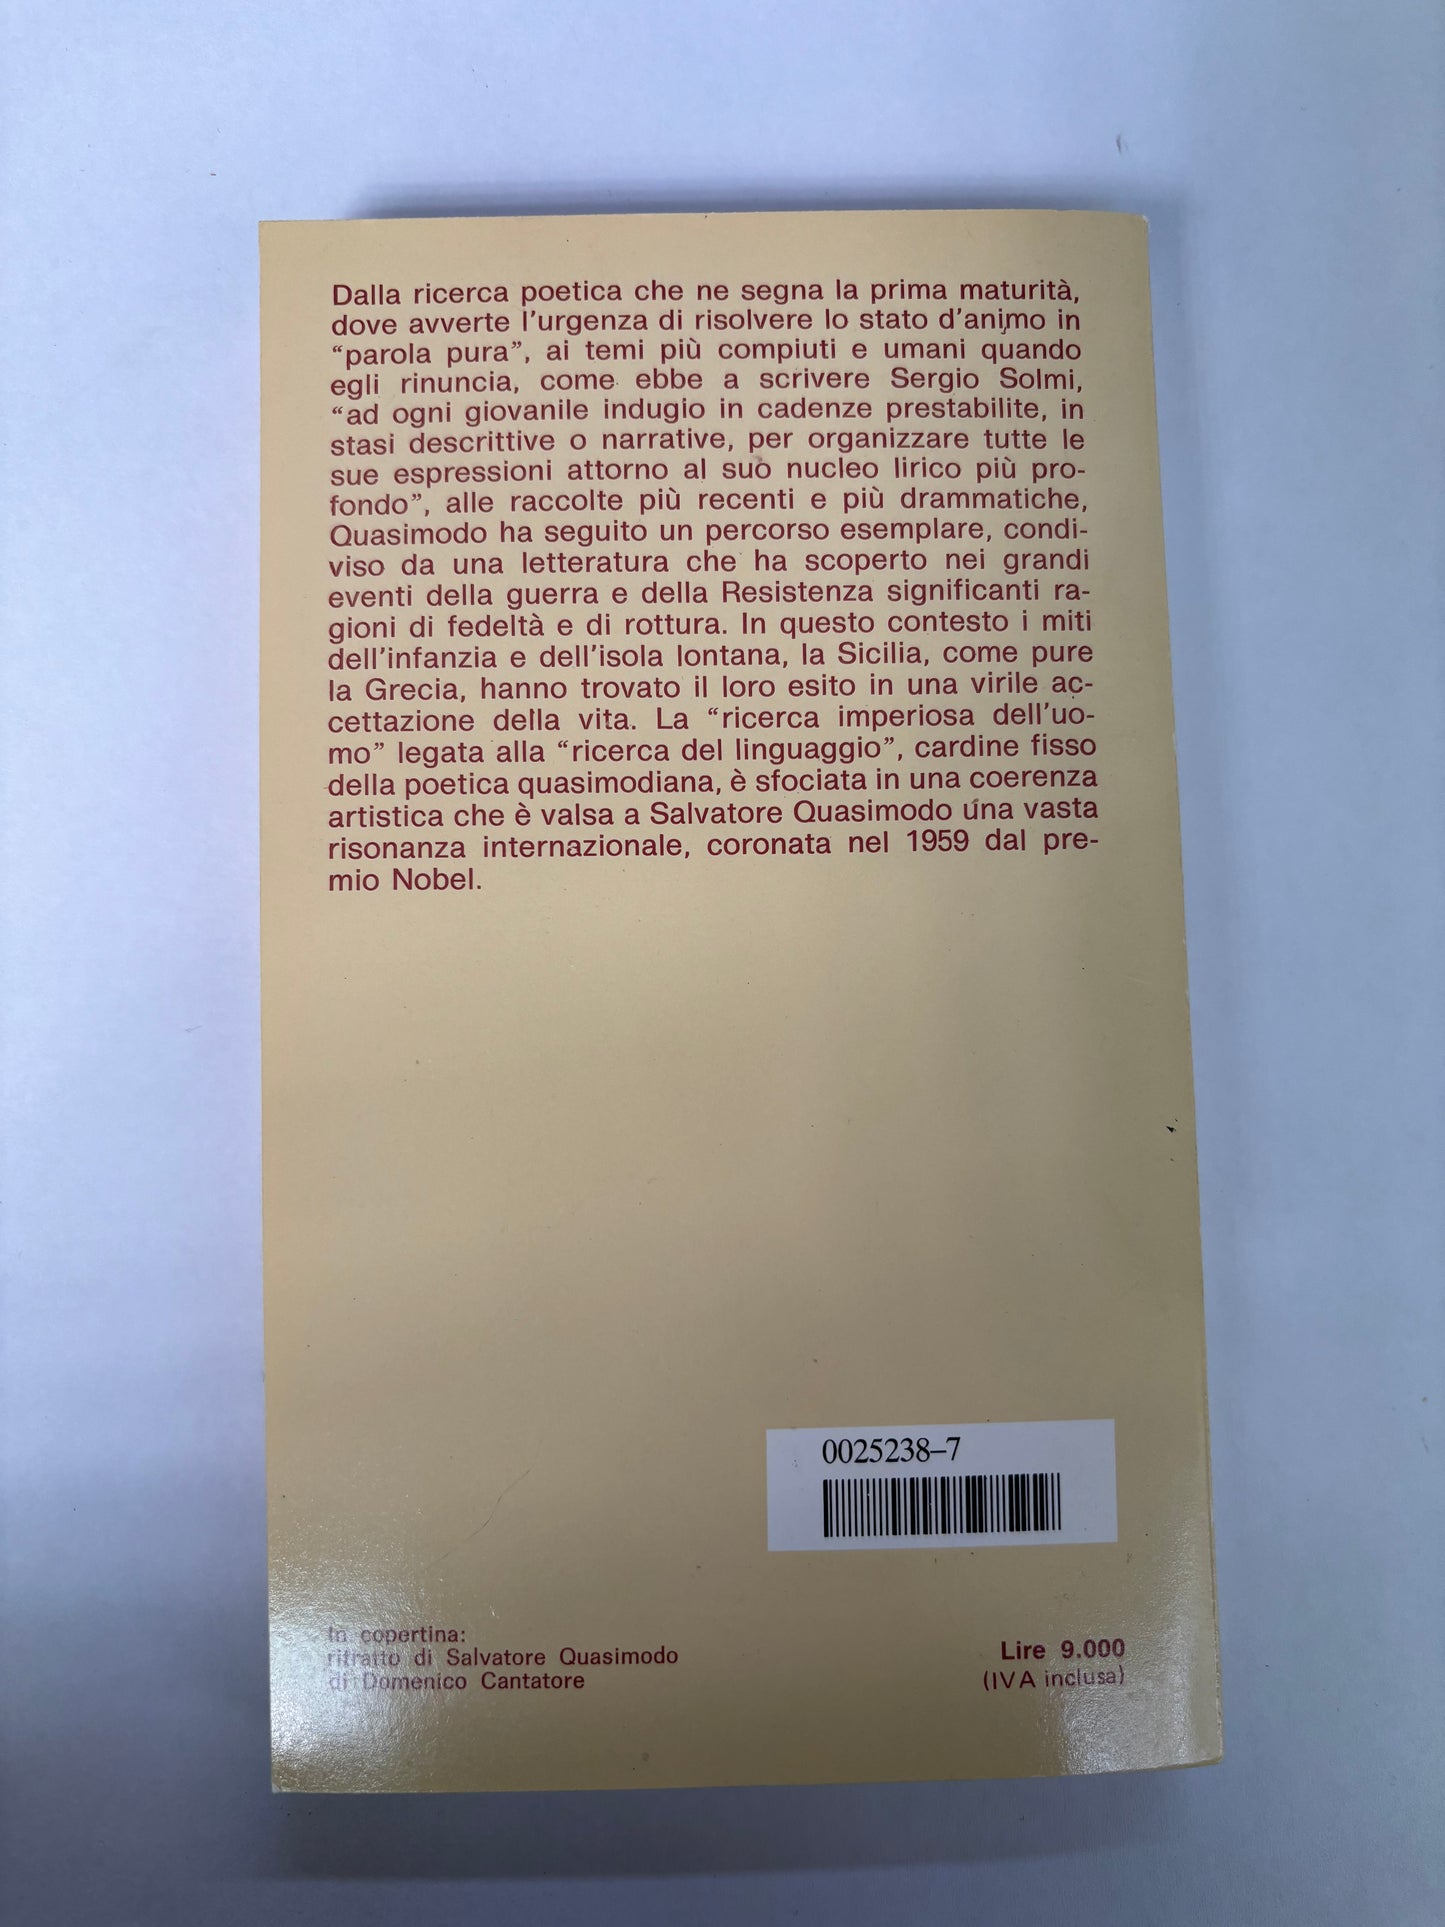 Dalla ricerca poetica che ne segna la prima maturità,
dove avverte l'urgenza di risolvere lo stato d'animo in
“parola pura”, ai temi più compiuti e umani quando
egli rinuncia, come ebbe a scrivere Sergio Solmi,
“ad ogni giovanile indugio in cadenze prestabilite, in
stasi descrittive o narrative, per organizzare tutte le
sue espressioni attorno al suo nucleo lirico più pro-
fondo”, alle raccolte più recenti e più drammatiche,
Quasimodo ha seguito un percorso esemplare, condi-
viso da una letteratura che ha scoperto nei grandi
eventi della guerra e della Resistenza significanti ra-
gioni di fedeltà e di rottura. In questo contesto i miti
dell'infanzia e dell'isola lontana, la Sicilia, come pure
la Grecia, hanno trovato il loro esito in una virile ac-
cettazione della vita. La “ricerca imperiosa dell'uo-
mo” legata alla “ricerca del linguaggio”, cardine fisso
della poetica quasimodiana, è sfociata in una coerenza
artistica che è valsa a Salvatore Quasimodo una vasta
risonanza internazionale, coronata nel 1959 dal pre-
mio Nobel.
0025238–7
In copertina:
ritratto di Salvatore Quasimodo
di Domenico Cantatore
Lire 9.000
(IVA inclusa)